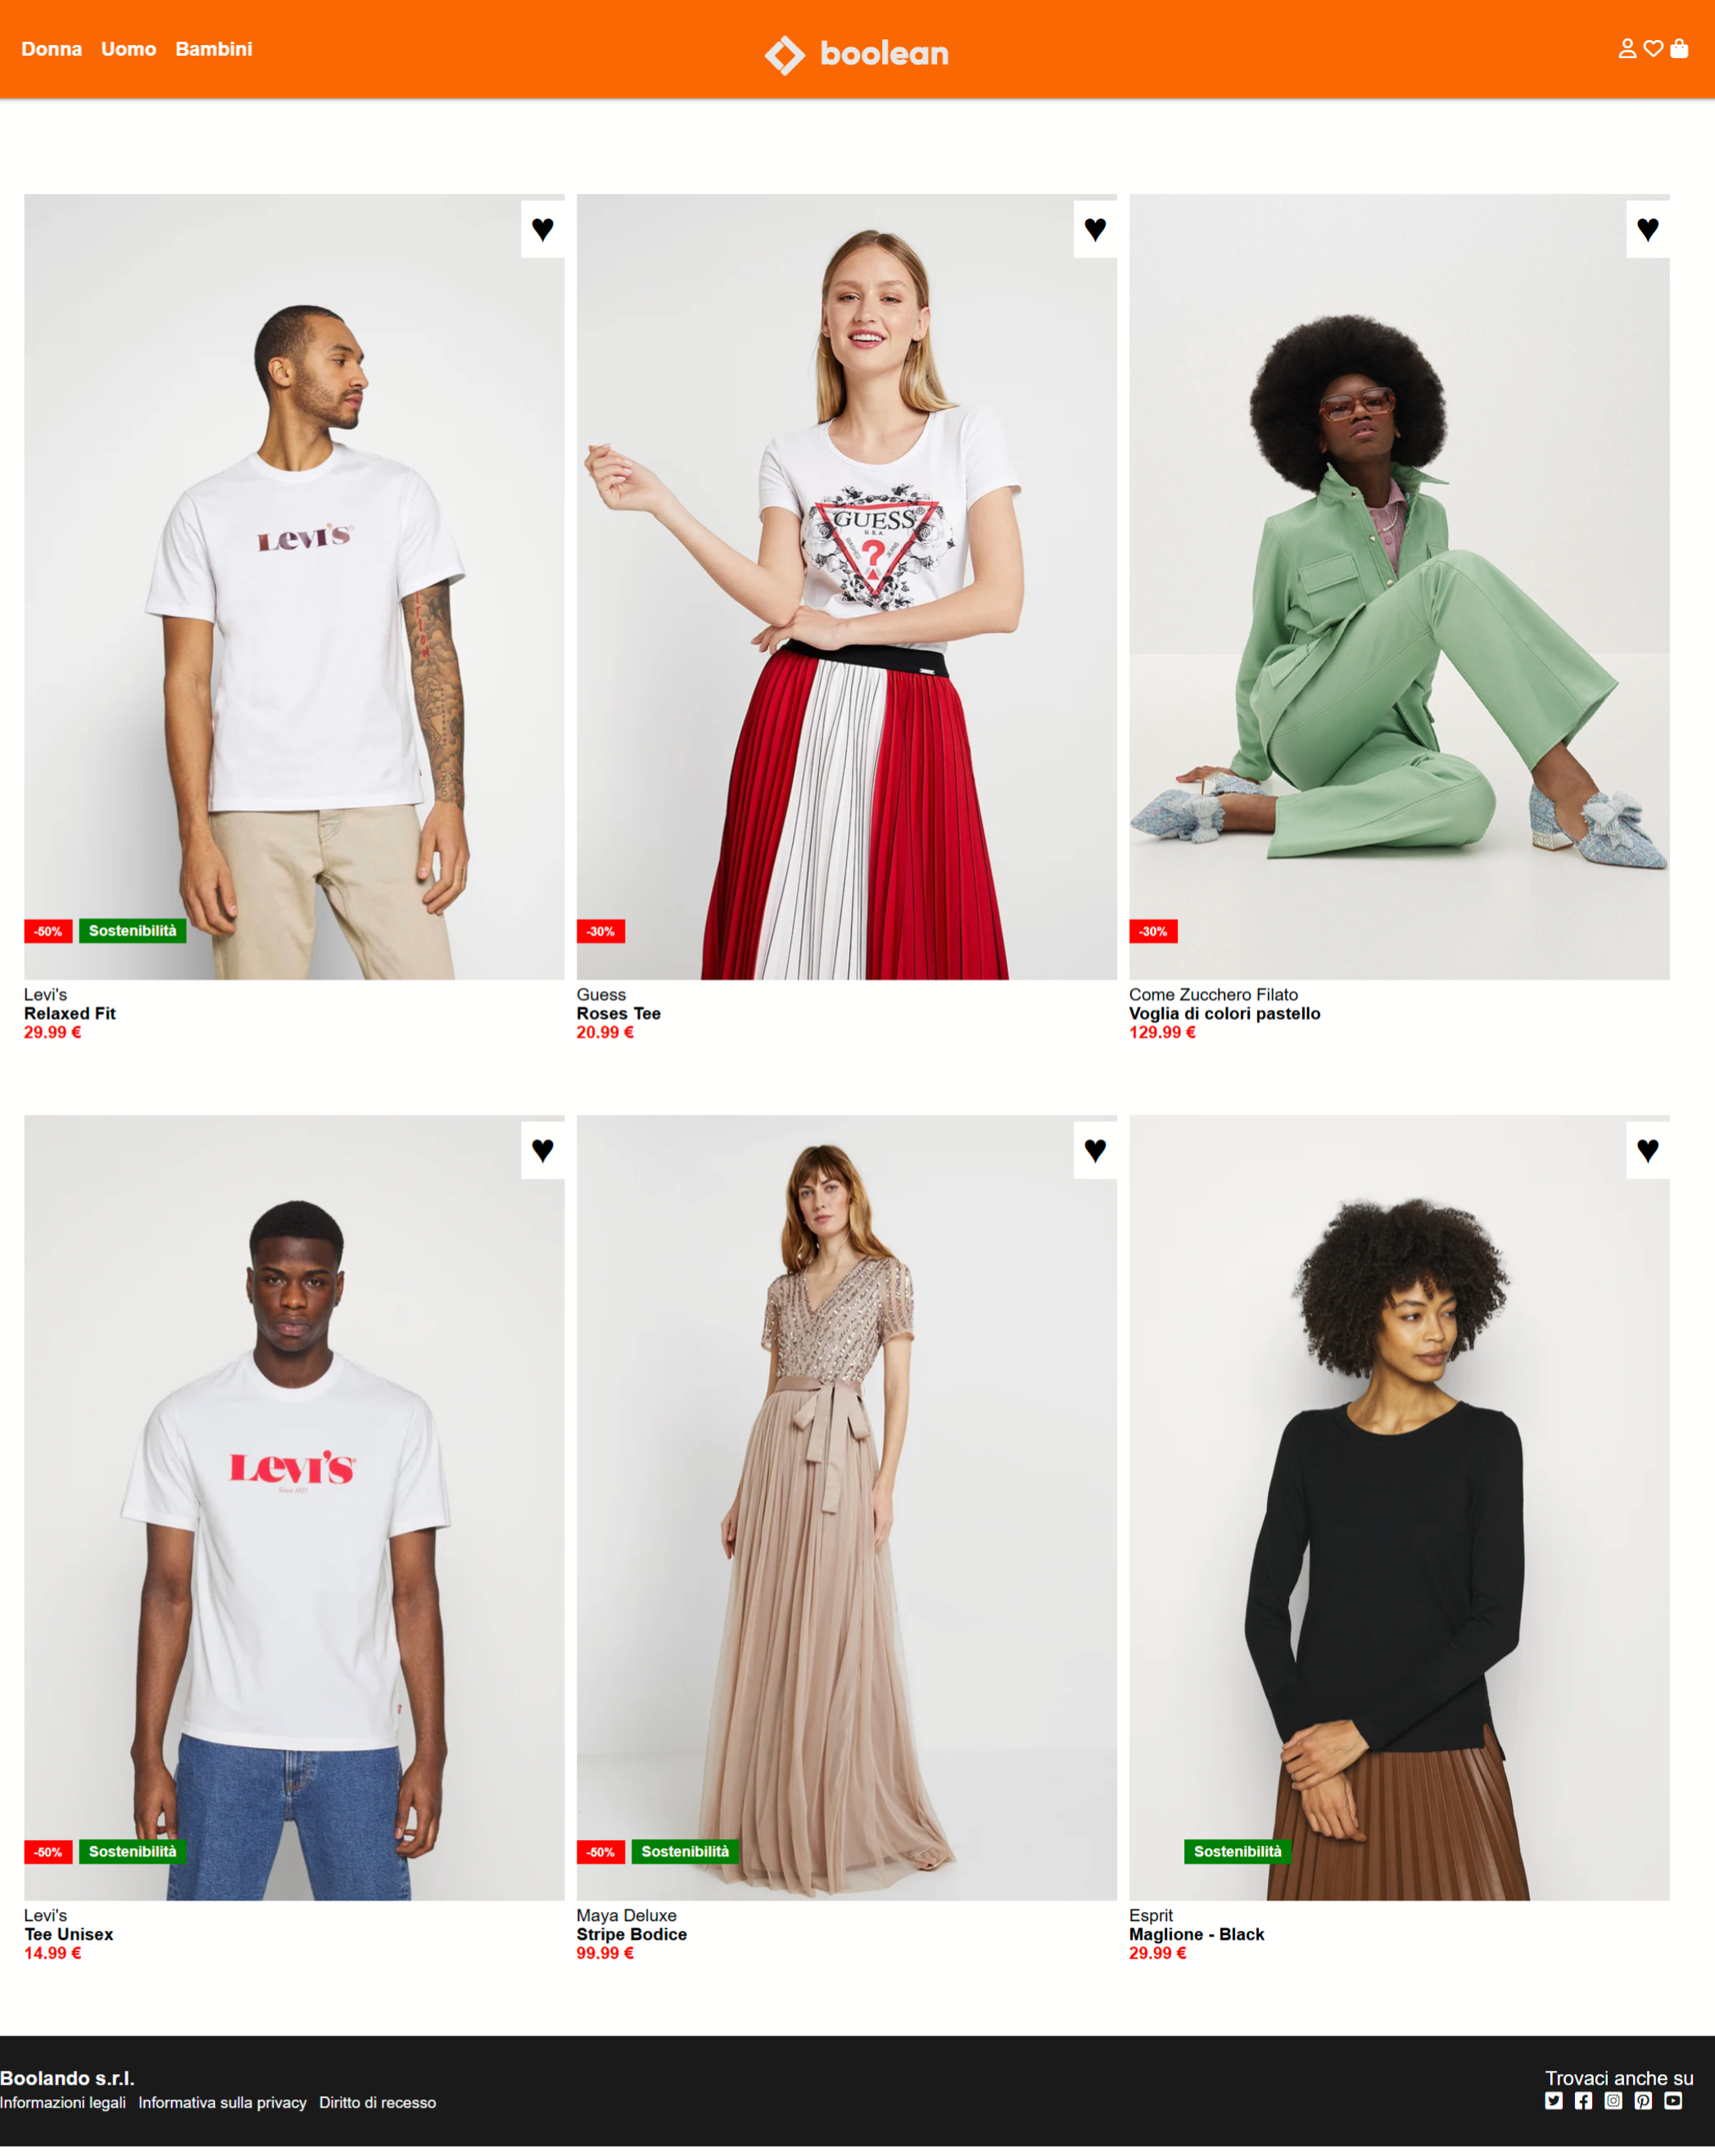 Donna Uomo Bambini
boolean
LEVI'S®
GUESS®
U.S.A.
WASHED JEANS
?
-50% Sostenibilità
-30%
-30%
Levi's
Relaxed Fit
29.99 €
Guess
Roses Tee
20.99 €
Come Zucchero Filato
Voglia di colori pastello
129.99 €
LEVI'S®
-50% Sostenibilità
-50% Sostenibilità
Sostenibilità
Levi's
Tee Unisex
14.99 €
Maya Deluxe
Stripe Bodice
99.99 €
Esprit
Maglione - Black
29.99 €
Boolando s.r.l.
Informazioni legali Informativa sulla privacy Diritto di recesso
Trovaci anche su